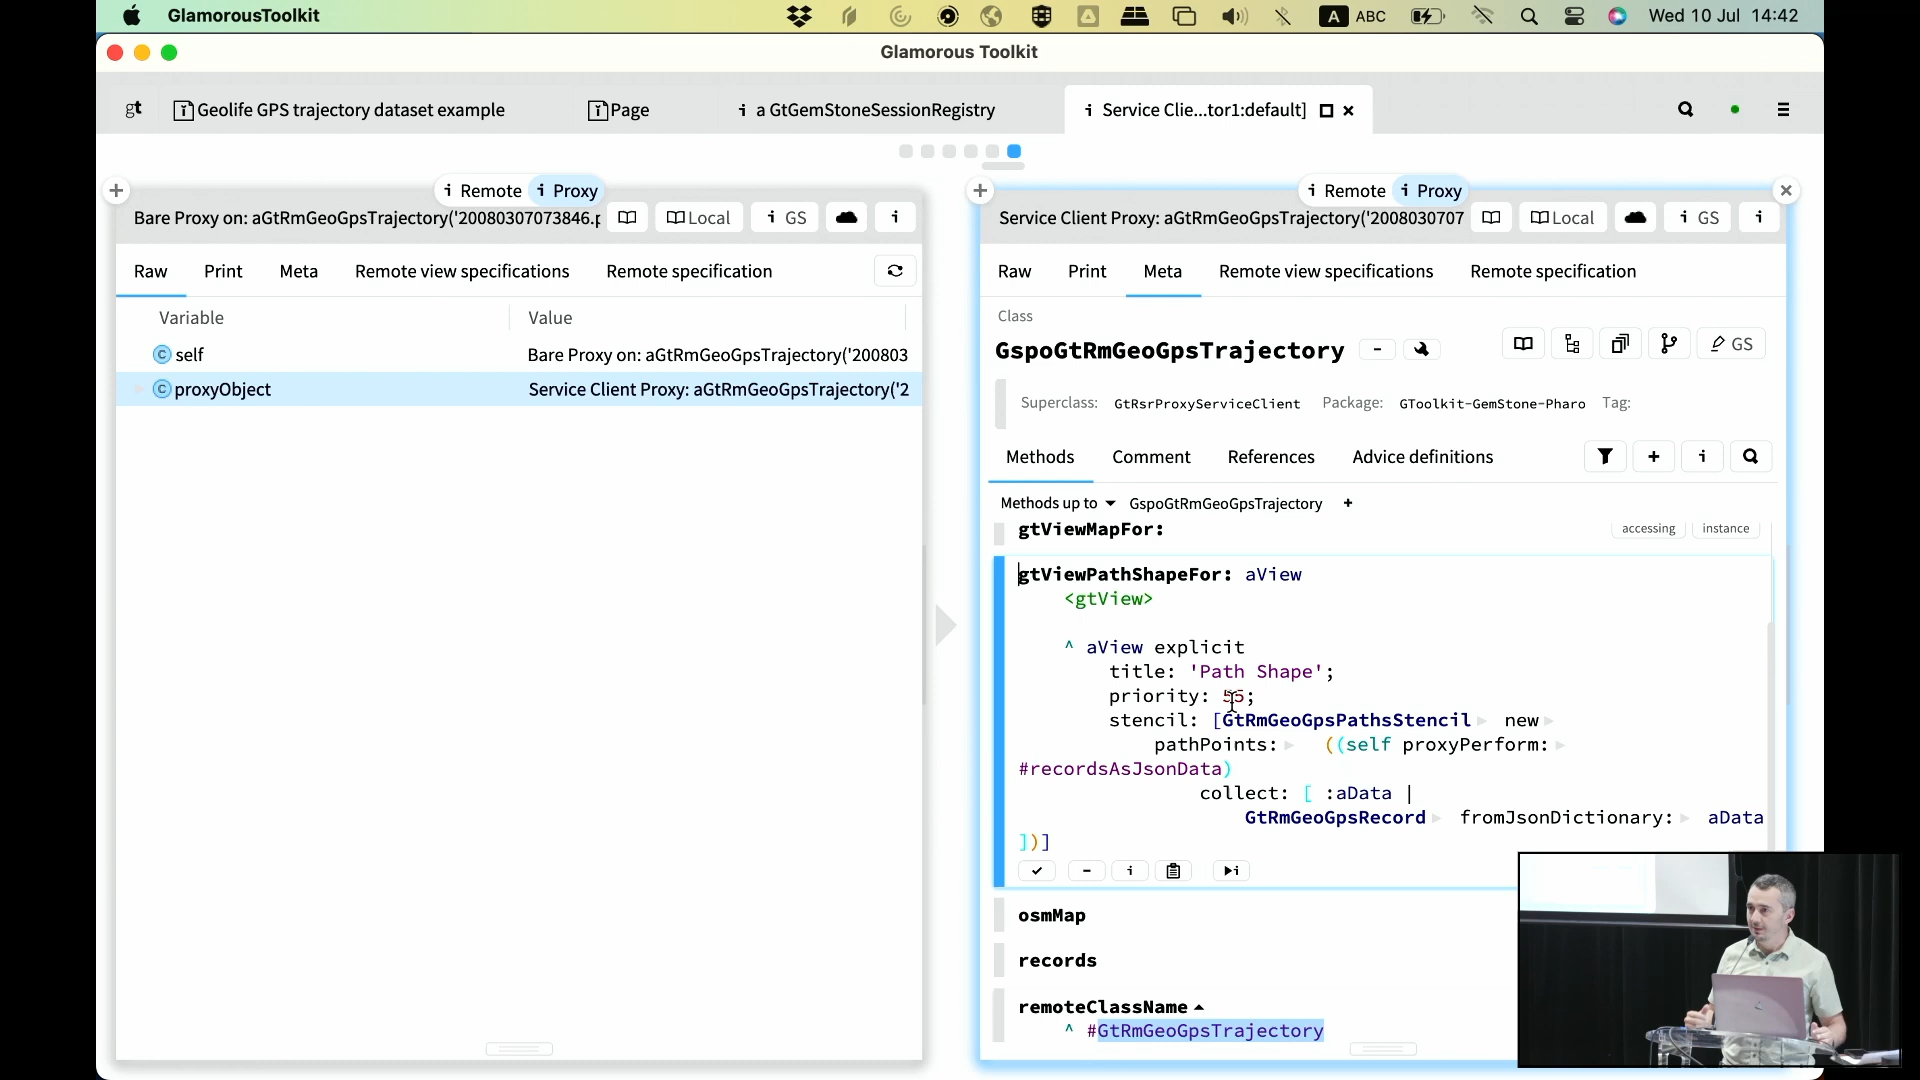 GlamorousToolkit
A ABC
Wed 10 Jul 14:42
Glamorous Toolkit
gt
Geolife GPS trajectory dataset example
Page
i a GtGemStoneSessionRegistry
i Service Clie...tor1:default]
i Remote i Proxy
Bare Proxy on: aGtRmGeoGpsTrajectory('20080307073846.p
Local
i GS
i
Raw Print Meta Remote view specifications Remote specification
Variable Value
self Bare Proxy on: aGtRmGeoGpsTrajectory('200803
proxyObject Service Client Proxy: aGtRmGeoGpsTrajectory('2
i Remote i Proxy
Service Client Proxy: aGtRmGeoGpsTrajectory('2008030707
Local
i GS
i
Raw Print Meta Remote view specifications Remote specification
Class
GspoGtRmGeoGpsTrajectory
GS
Superclass: GtRsrProxyServiceClient Package: GToolkit-GemStone-Pharo Tag:
Methods Comment References Advice definitions
Methods up to GspoGtRmGeoGpsTrajectory +
gtViewMapFor: accessing instance
gtViewPathShapeFor: aView
<gtView>
^ aView explicit
title: 'Path Shape';
priority: 55;
stencil: [GtRmGeoGpsPathsStencil new
pathPoints: ((self proxyPerform:
#recordsAsJsonData)
collect: [ :aData |
GtRmGeoGpsRecord fromJsonDictionary: aData
])]
osmMap
records
remoteClassName
^ #GtRmGeoGpsTrajectory